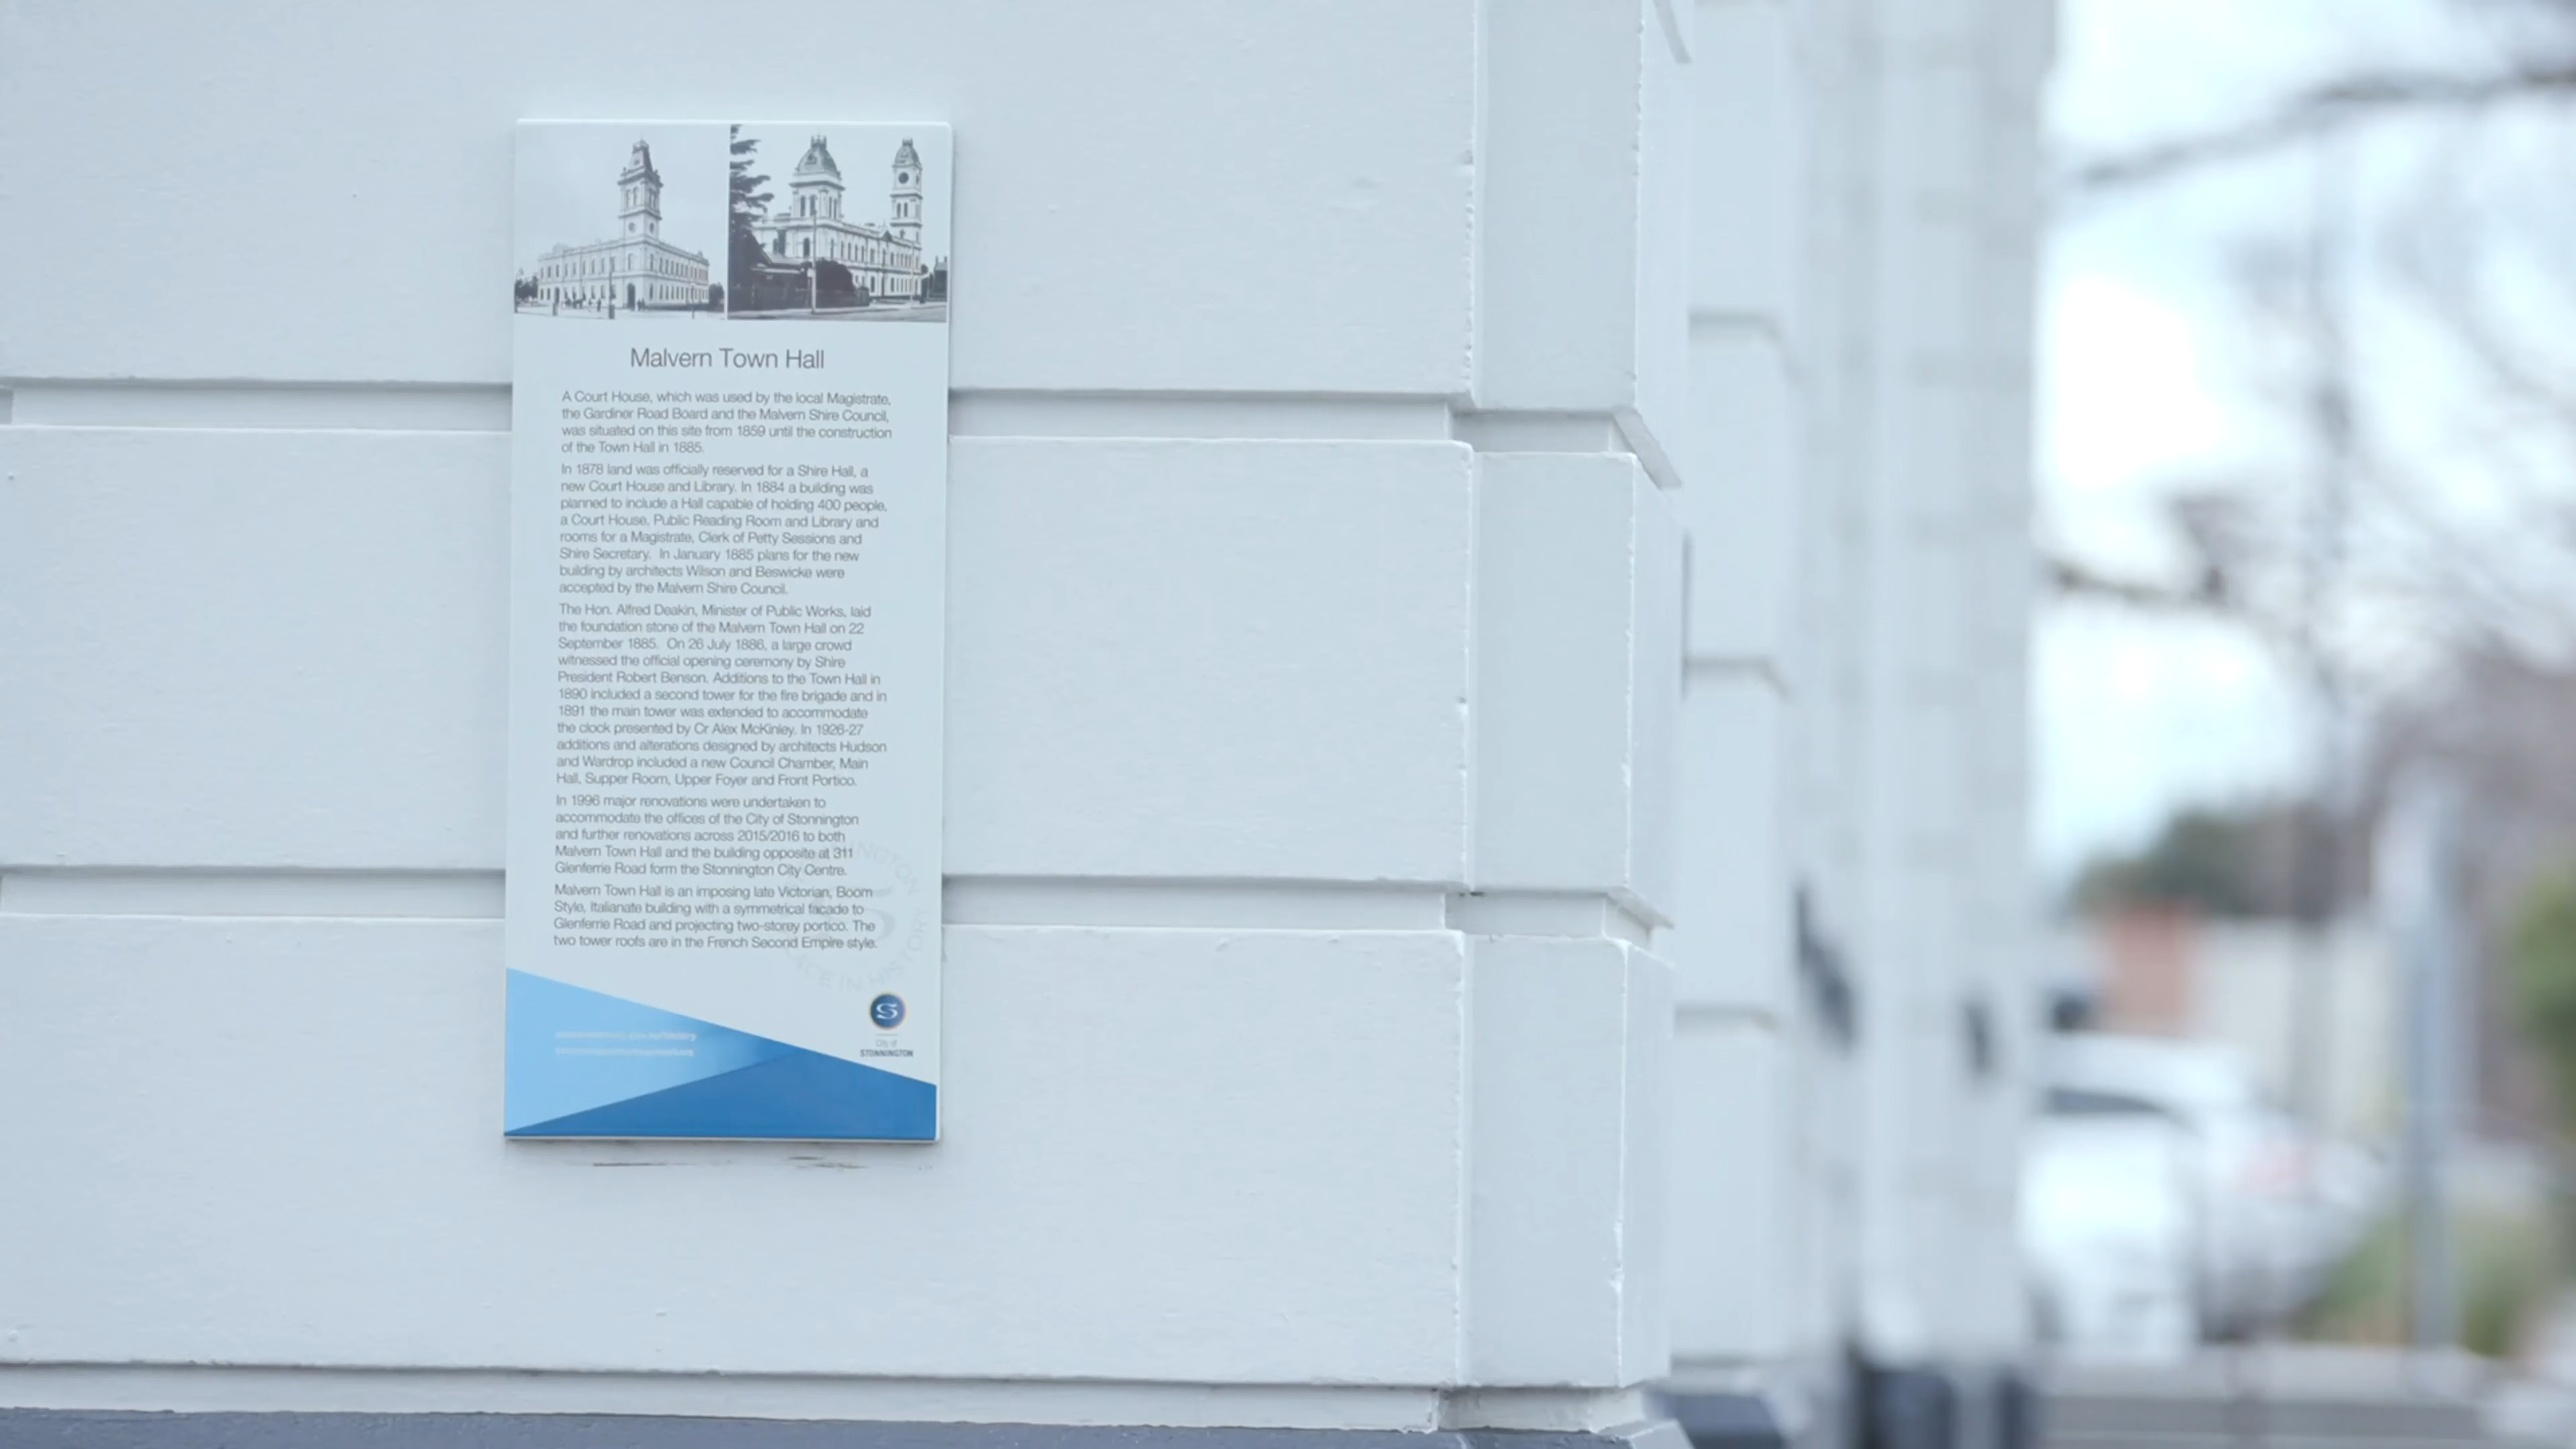 Malvern Town Hall
A Court House, which was used by the local Magistrate,
the Gardiner Road Board and the Malvern Shire Council,
was situated on this site from 1859 until the construction
of the Town Hall in 1885.
In 1878 land was officially reserved for a Shire Hall, a
new Court House and Library. In 1884 a building was
planned to include a Hall capable of holding 400 people,
a Court House, Public Reading Room and Library and
rooms for a Magistrate, Clerk of Petty Sessions and
Shire Secretary. In January 1885 plans for the new
building by architects Wilson and Beswicke were
accepted by the Malvern Shire Council.
The Hon. Alfred Deakin, Minister of Public Works, laid
the foundation stone of the Malvern Town Hall on 22
September 1885. On 26 July 1886, a large crowd
witnessed the official opening ceremony by Shire
President Robert Benson. Additions to the Town Hall in
1890 included a second tower for the fire brigade and in
1891 the main tower was extended to accommodate
the clock presented by Cr Alex McKinley. In 1926-27
additions and alterations designed by architects Hudson
and Wardrop included a new Council Chamber, Main
Hall, Supper Room, Upper Foyer and Front Portico.
In 1996 major renovations were undertaken to
accommodate the offices of the City of Stonnington
and further renovations across 2015/2016 to both
Malvern Town Hall and the building opposite at 311
Glenferrie Road form the Stonnington City Centre.
Malvern Town Hall is an imposing late Victorian, Boom
Style, Italianate building with a symmetrical facade to
Glenferrie Road and projecting two-storey portico. The
two tower roofs are in the French Second Empire style.
IN HISTORY
S
City of
STONNINGTON